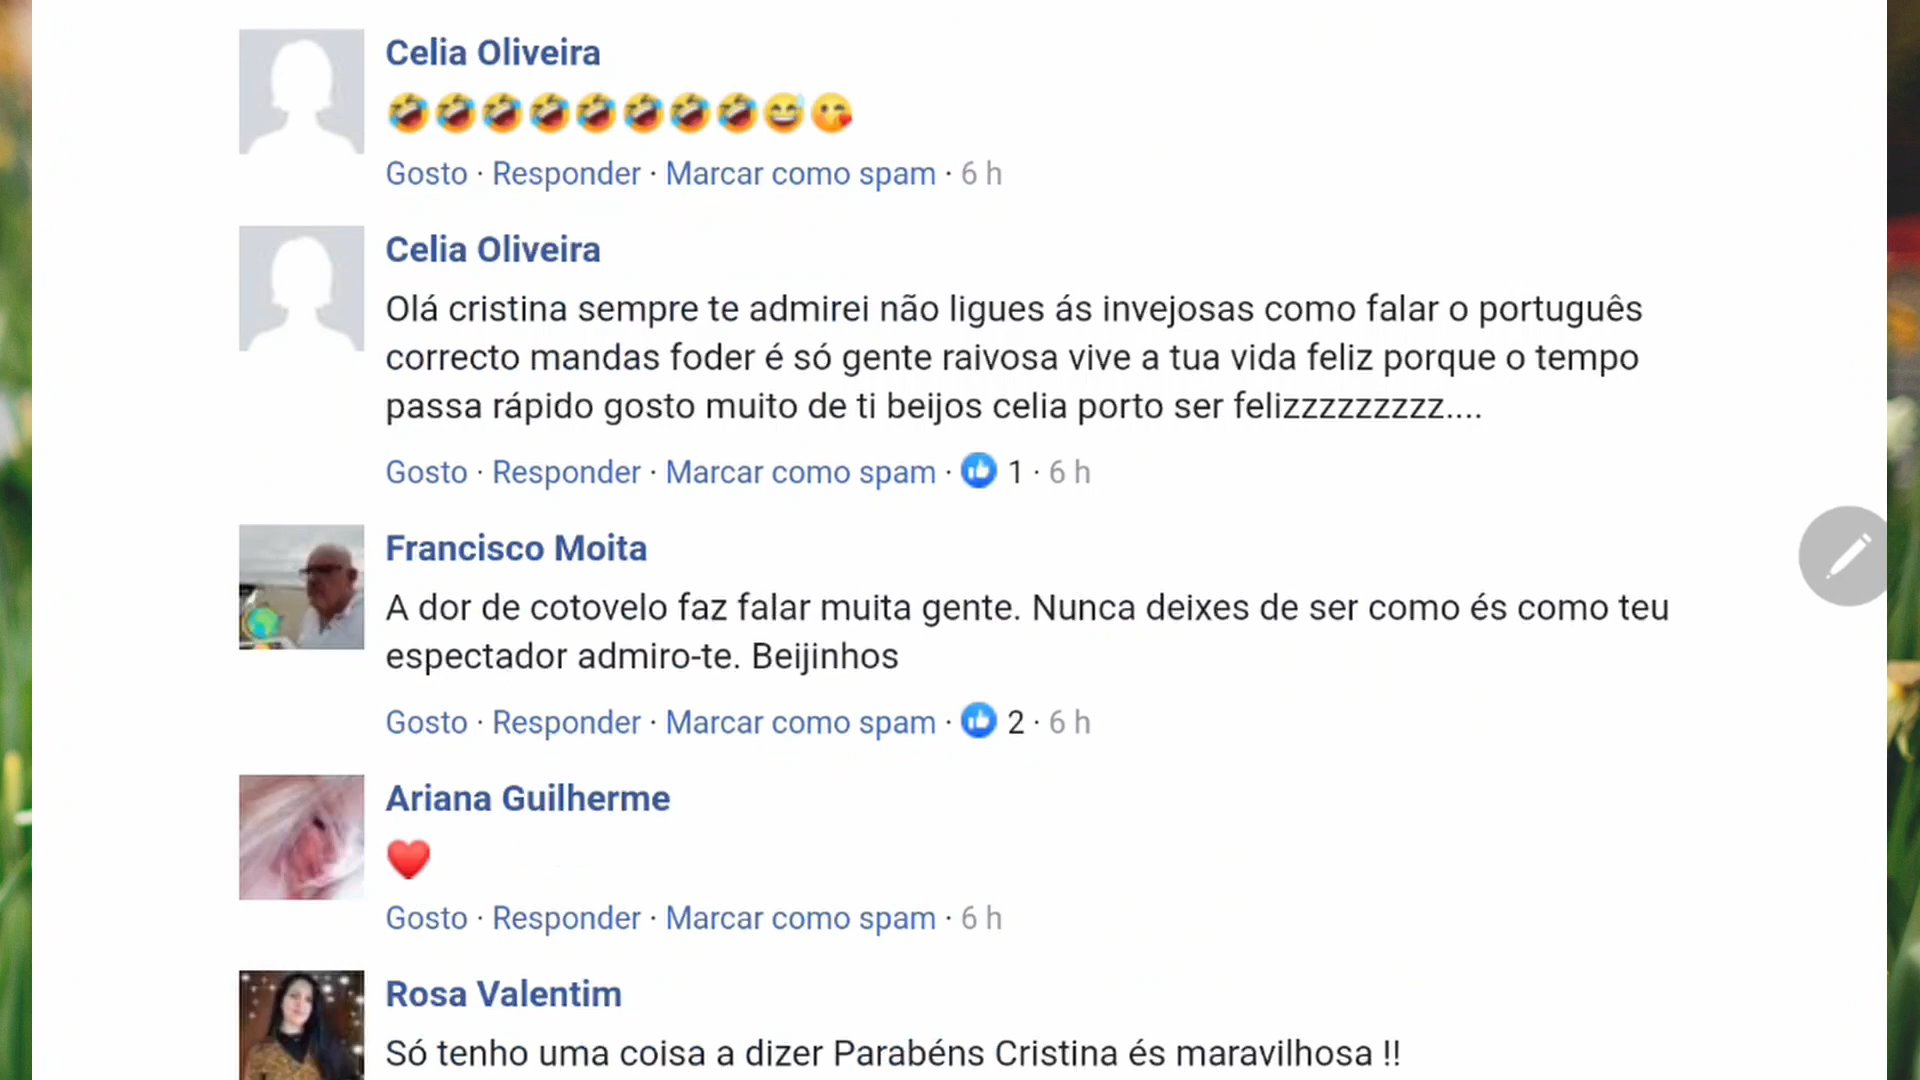 Celia Oliveira
🤣🤣🤣🤣🤣🤣🤣🤣😅😘
Gosto · Responder · Marcar como spam · 6 h
Celia Oliveira
Olá cristina sempre te admirei não ligues ás invejosas como falar o português
correcto mandas foder é só gente raivosa vive a tua vida feliz porque o tempo
passa rápido gosto muito de ti beijos celia porto ser felizzzzzzzzz....
Gosto · Responder · Marcar como spam · 1 · 6 h
Francisco Moita
A dor de cotovelo faz falar muita gente. Nunca deixes de ser como és como teu
espectador admiro-te. Beijinhos
Gosto · Responder · Marcar como spam · 2 · 6 h
Ariana Guilherme
❤️
Gosto · Responder · Marcar como spam · 6 h
Rosa Valentim
Só tenho uma coisa a dizer Parabéns Cristina és maravilhosa !!